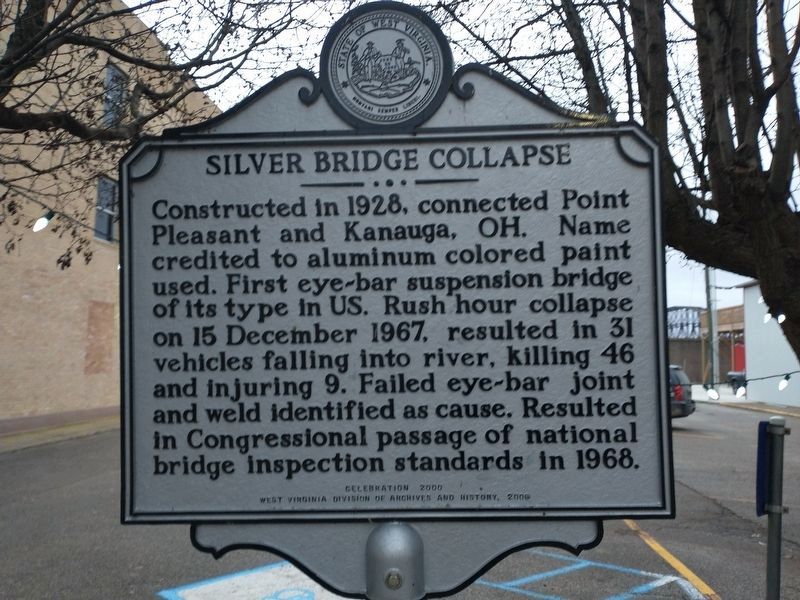 STATE OF WEST VIRGINIA
MONTANI SEMPER LIBERI
SILVER BRIDGE COLLAPSE
Constructed in 1928, connected Point
Pleasant and Kanauga, OH. Name
credited to aluminum colored paint
used. First eye-bar suspension bridge
of its type in US. Rush hour collapse
on 15 December 1967, resulted in 31
vehicles falling into river, killing 46
and injuring 9. Failed eye-bar joint
and weld identified as cause. Resulted
in Congressional passage of national
bridge inspection standards in 1968.
CELEBRATION 2000
WEST VIRGINIA DIVISION OF ARCHIVES AND HISTORY,